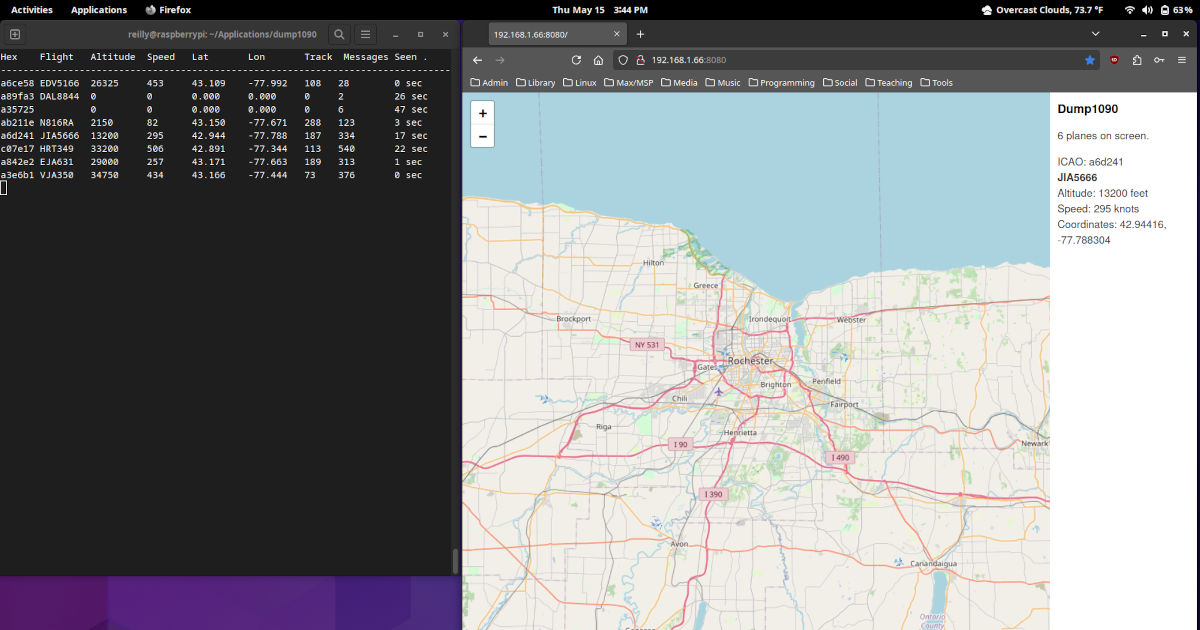 Activities Applications Firefox Thu May 15 3:44 PM Overcast Clouds, 73.7 °F 63 %
reilly@raspberrypi: ~/Applications/dump1090
Hex Flight Altitude Speed Lat Lon Track Messages Seen .
--------------------------------------------------------------------------------
a6ce58 EDV5166 26325 453 43.109 -77.992 108 28 0 sec
a89fa3 DAL8844 0 0 0.000 0.000 0 2 26 sec
a35725 0 0 0.000 0.000 0 6 47 sec
ab211e N816RA 2150 82 43.150 -77.671 288 123 3 sec
a6d241 JIA5666 13200 295 42.944 -77.788 187 334 17 sec
c07e17 HRT349 33200 506 42.891 -77.344 113 540 22 sec
a842e2 EJA631 29000 257 43.171 -77.663 189 313 1 sec
a3e6b1 VJA350 34750 434 43.166 -77.444 73 376 0 sec
192.168.1.66:8080/
192.168.1.66:8080
Admin Library Linux Max/MSP Media Music Programming Social Teaching Tools
+
−
Hilton
Greece
Brockport
Irondequoit
Webster
NY 531
Rochester
Gates
Brighton
Penfield
Chili
Fairport
Riga
Henrietta
I 90
Newark
I 490
I 390
Avon
Canandaigua
Ontario
County
Dump1090
6 planes on screen.
ICAO: a6d241
JIA5666
Altitude: 13200 feet
Speed: 295 knots
Coordinates: 42.94416,
-77.788304